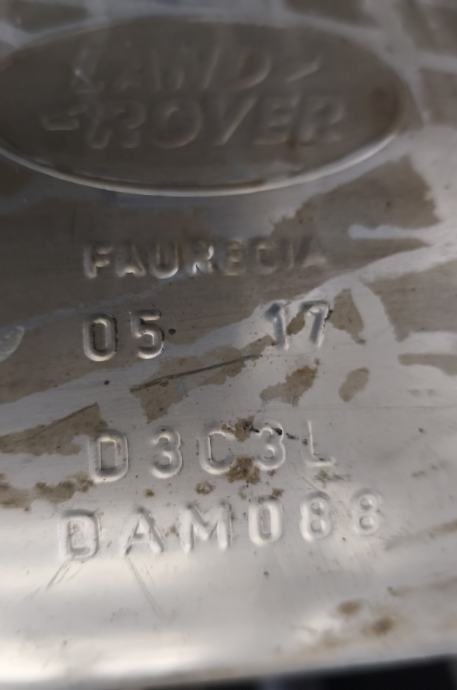 LAND
ROVER
FAURECIA
05 17
D3C3L
DAM088